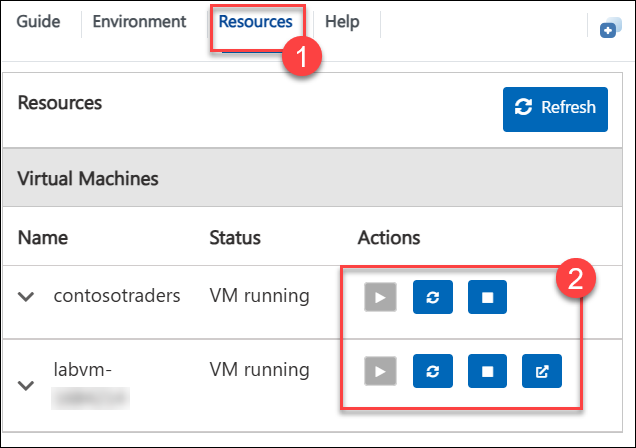 Guide Environment Resources Help
1
Resources Refresh
Virtual Machines
Name Status Actions
2
contosotraders VM running
labvm- VM running